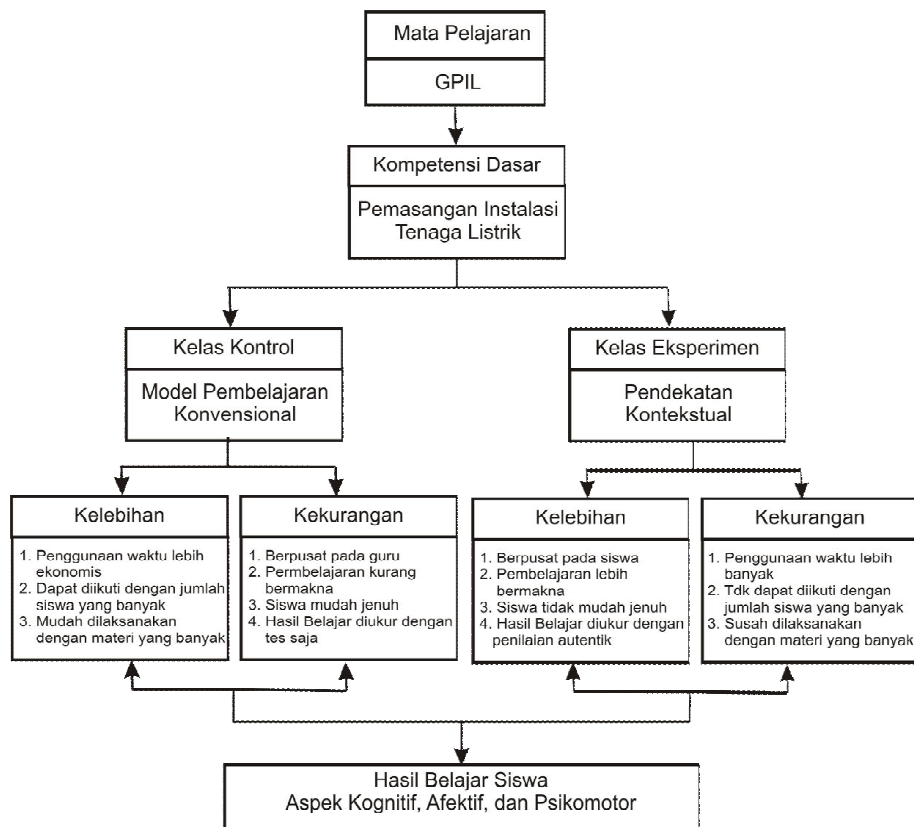 Mata Pelajaran
GPIL
Kompetensi Dasar
Pemasangan Instalasi
Tenaga Listrik
Kelas Kontrol
Model Pembelajaran
Konvensional
Kelas Eksperimen
Pendekatan
Kontekstual
Kelebihan
1. Penggunaan waktu lebih
ekonomis
2. Dapat diikuti dengan jumlah
siswa yang banyak
3. Mudah dilaksanakan
dengan materi yang banyak
Kekurangan
1. Berpusat pada guru
2. Permbelajaran kurang
bermakna
3. Siswa mudah jenuh
4. Hasil Belajar diukur dengan
tes saja
Kelebihan
1. Berpusat pada siswa
2. Pembelajaran lebih
bermakna
3. Siswa tidak mudah jenuh
4. Hasil Belajar diukur dengan
penilaian autentik
Kekurangan
1. Penggunaan waktu lebih
banyak
2. Tdk dapat diikuti dengan
jumlah siswa yang banyak
3. Susah dilaksanakan
dengan materi yang banyak
Hasil Belajar Siswa
Aspek Kognitif, Afektif, dan Psikomotor